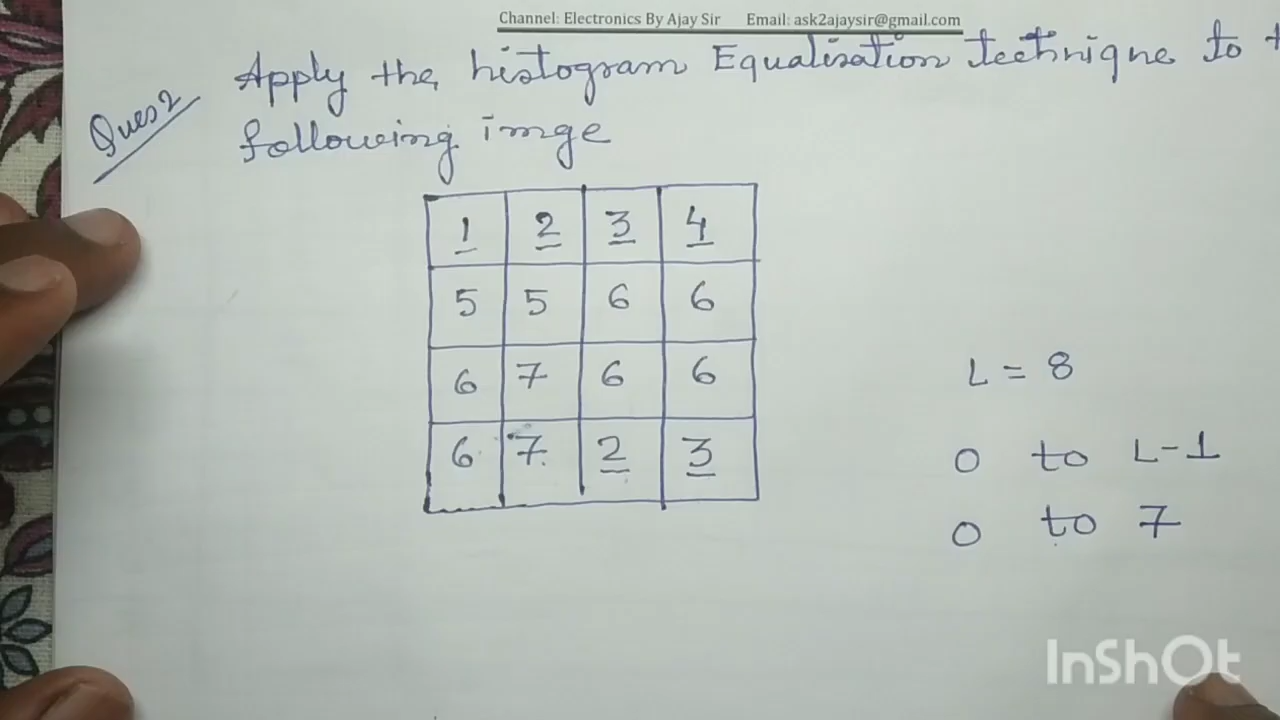 Channel: Electronics By Ajay Sir Email: ask2ajaysir@gmail.com
Ques 2 Apply the histogram Equalisation technique to
following imge
1 2 3 4
5 5 6 6
6 7 6 6
6 7 2 3
L = 8
0 to L-1
0 to 7
InShOt